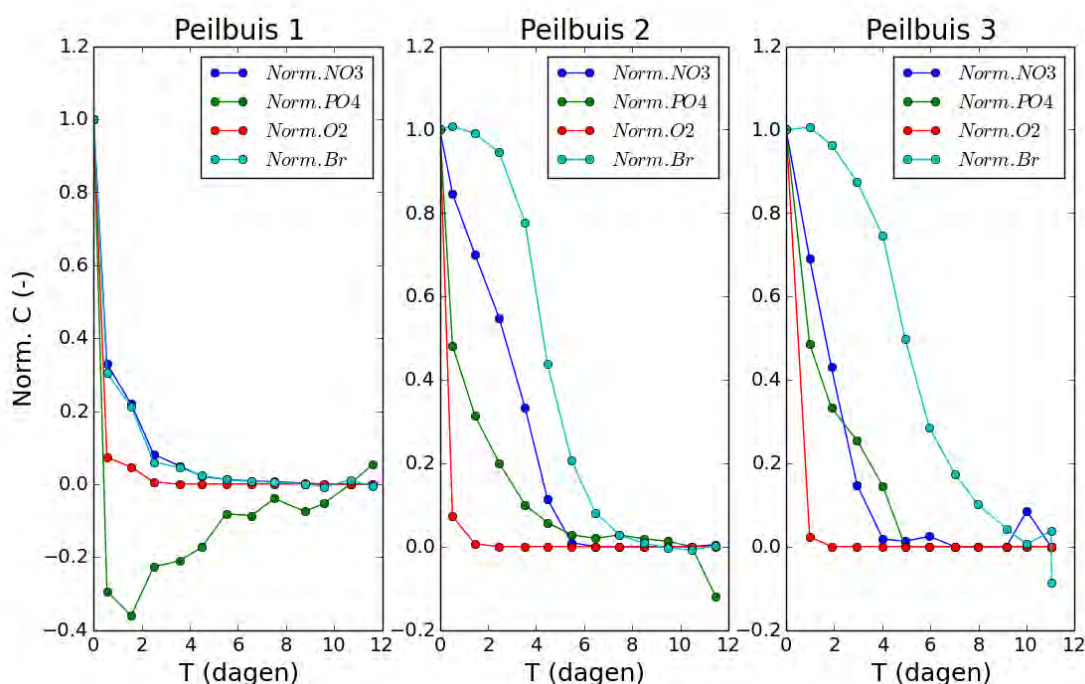 Peilbuis 1
Norm. C (-)
1.2
1.0
0.8
0.6
0.4
0.2
0.0
−0.2
−0.4
Norm.NO3
Norm.PO4
Norm.O2
Norm.Br
0 2 4 6 8 10 12
T (dagen)
Peilbuis 2
1.2
1.0
0.8
0.6
0.4
0.2
0.0
−0.2
Norm.NO3
Norm.PO4
Norm.O2
Norm.Br
0 2 4 6 8 10 12
T (dagen)
Peilbuis 3
1.2
1.0
0.8
0.6
0.4
0.2
0.0
−0.2
Norm.NO3
Norm.PO4
Norm.O2
Norm.Br
0 2 4 6 8 10 12
T (dagen)